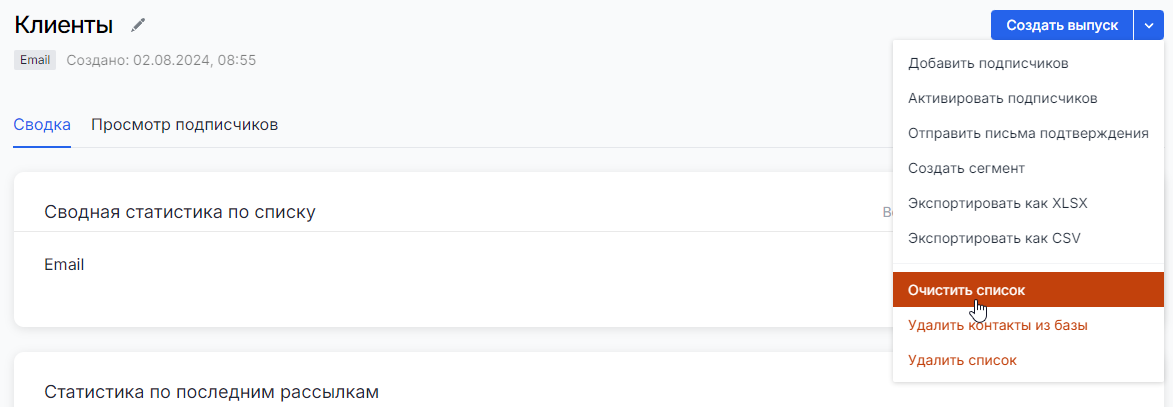 Клиенты
Создать выпуск
Email Создано: 02.08.2024, 08:55
Добавить подписчиков
Активировать подписчиков
Отправить письма подтверждения
Создать сегмент
Экспортировать как XLSX
Экспортировать как CSV
Очистить список
Удалить контакты из базы
Удалить список
Сводка Просмотр подписчиков
Сводная статистика по списку
Email
Статистика по последним рассылкам